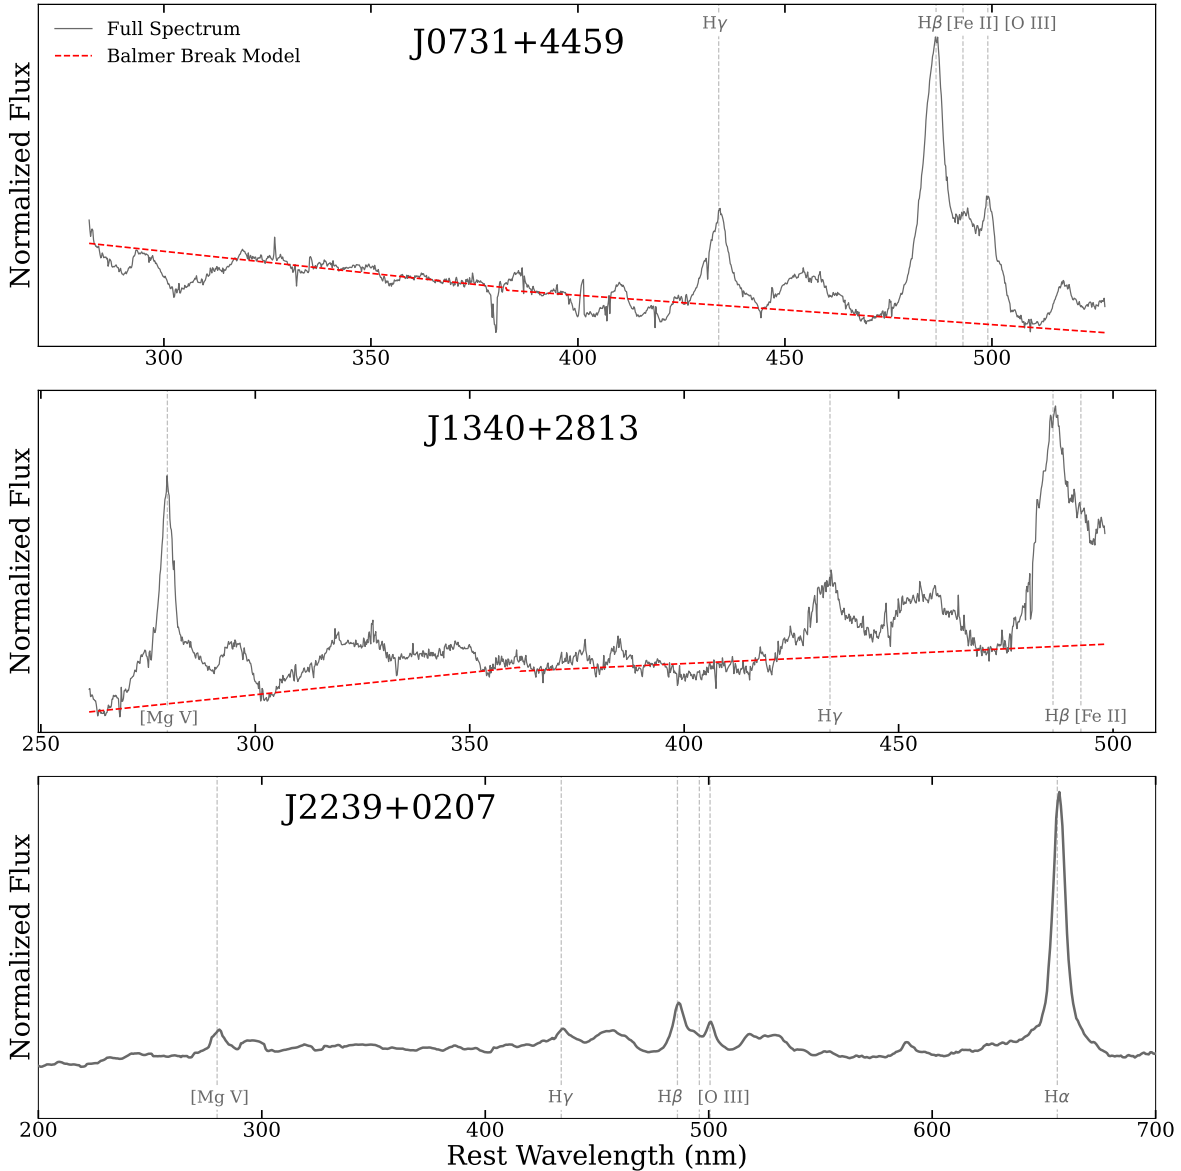 J0731+4459
Full Spectrum
Balmer Break Model
Hγ
Hβ [Fe II] [O III]
Normalized Flux
300 350 400 450 500
J1340+2813
Normalized Flux
[Mg V]
Hγ
Hβ [Fe II]
250 300 350 400 450 500
J2239+0207
Normalized Flux
[Mg V]
Hγ
Hβ
[O III]
Hα
200 300 400 500 600 700
Rest Wavelength (nm)